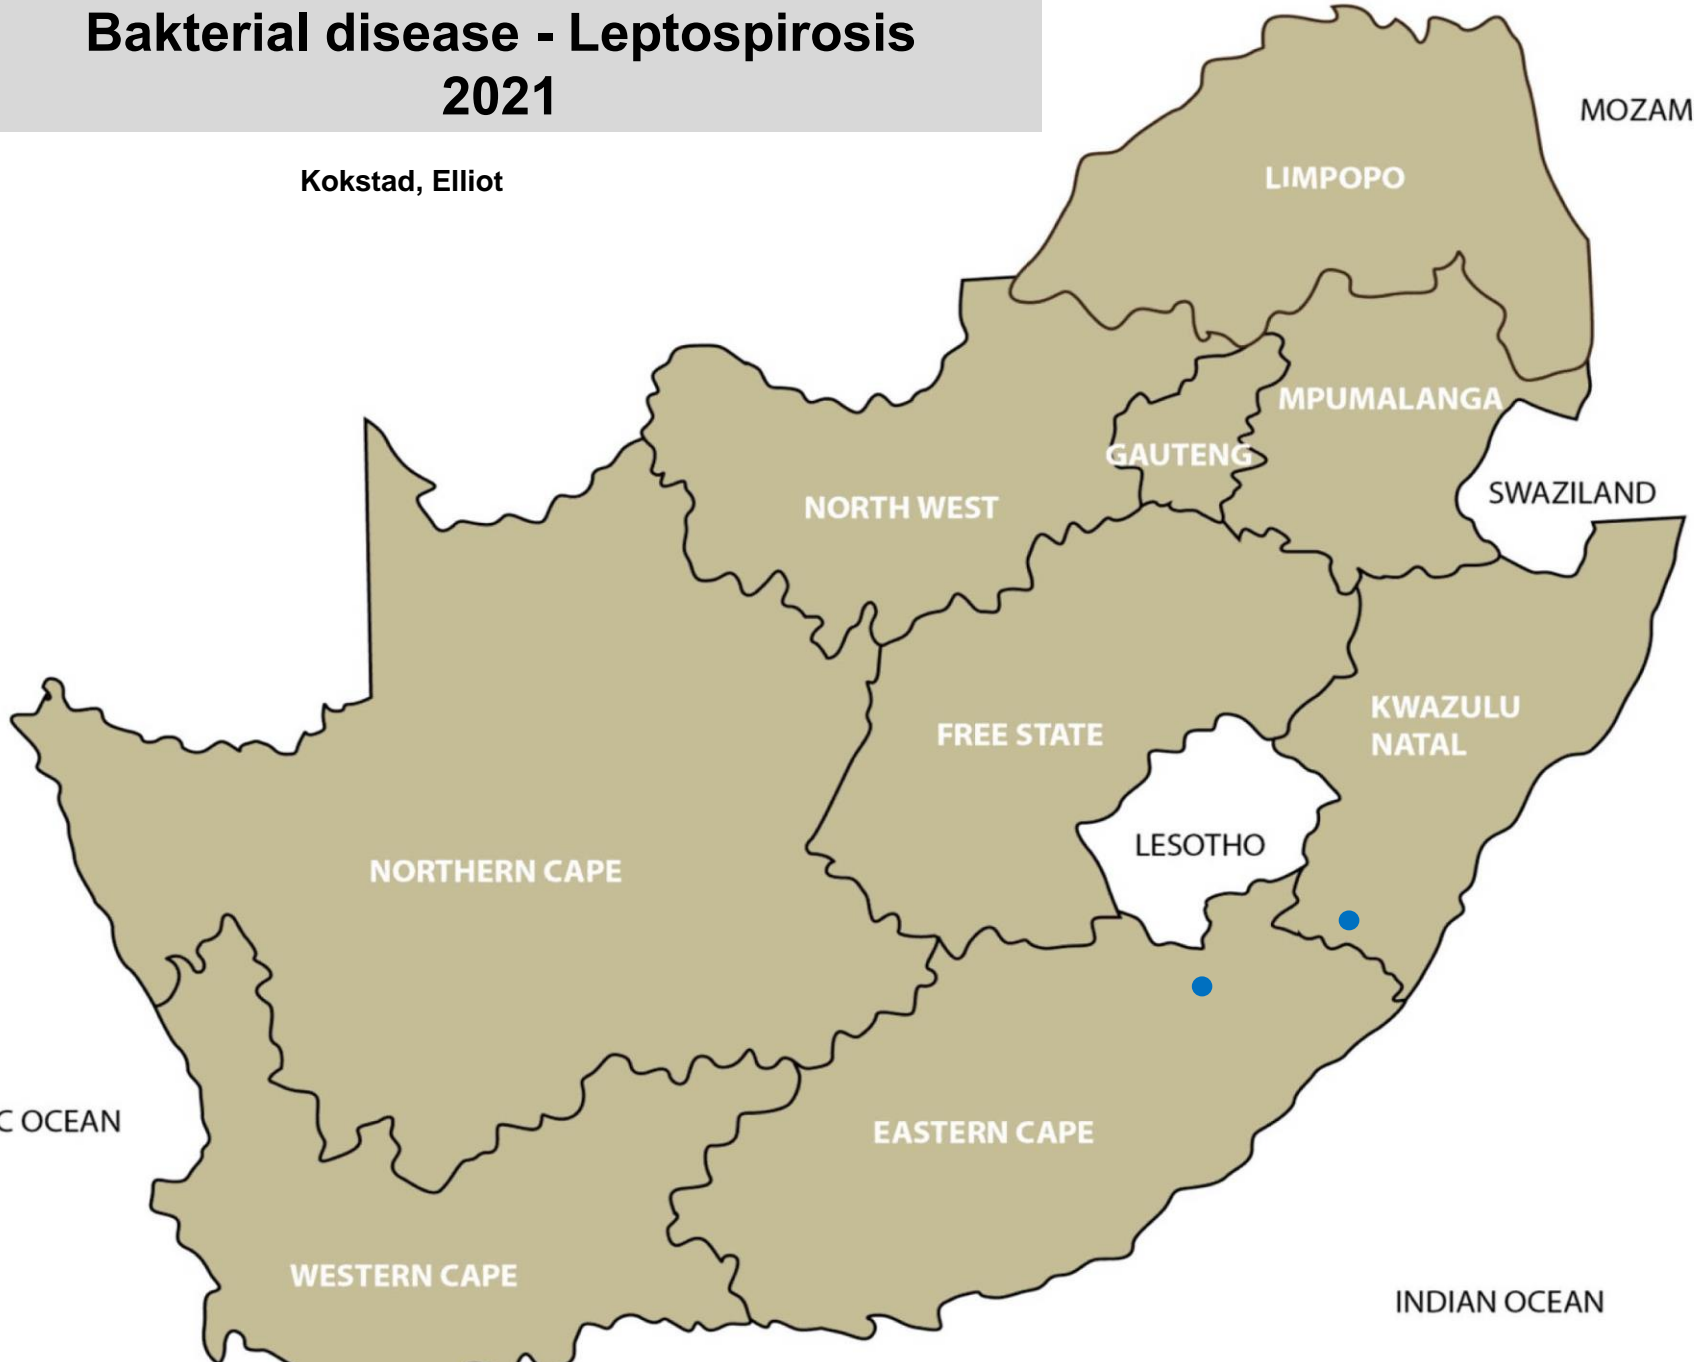 Bakterial disease - Leptospirosis
2021
Kokstad, Elliot
MOZAM
LIMPOPO
MPUMALANGA
GAUTENG
SWAZILAND
NORTH WEST
KWAZULU
NATAL
FREE STATE
LESOTHO
NORTHERN CAPE
C OCEAN
EASTERN CAPE
WESTERN CAPE
INDIAN OCEAN